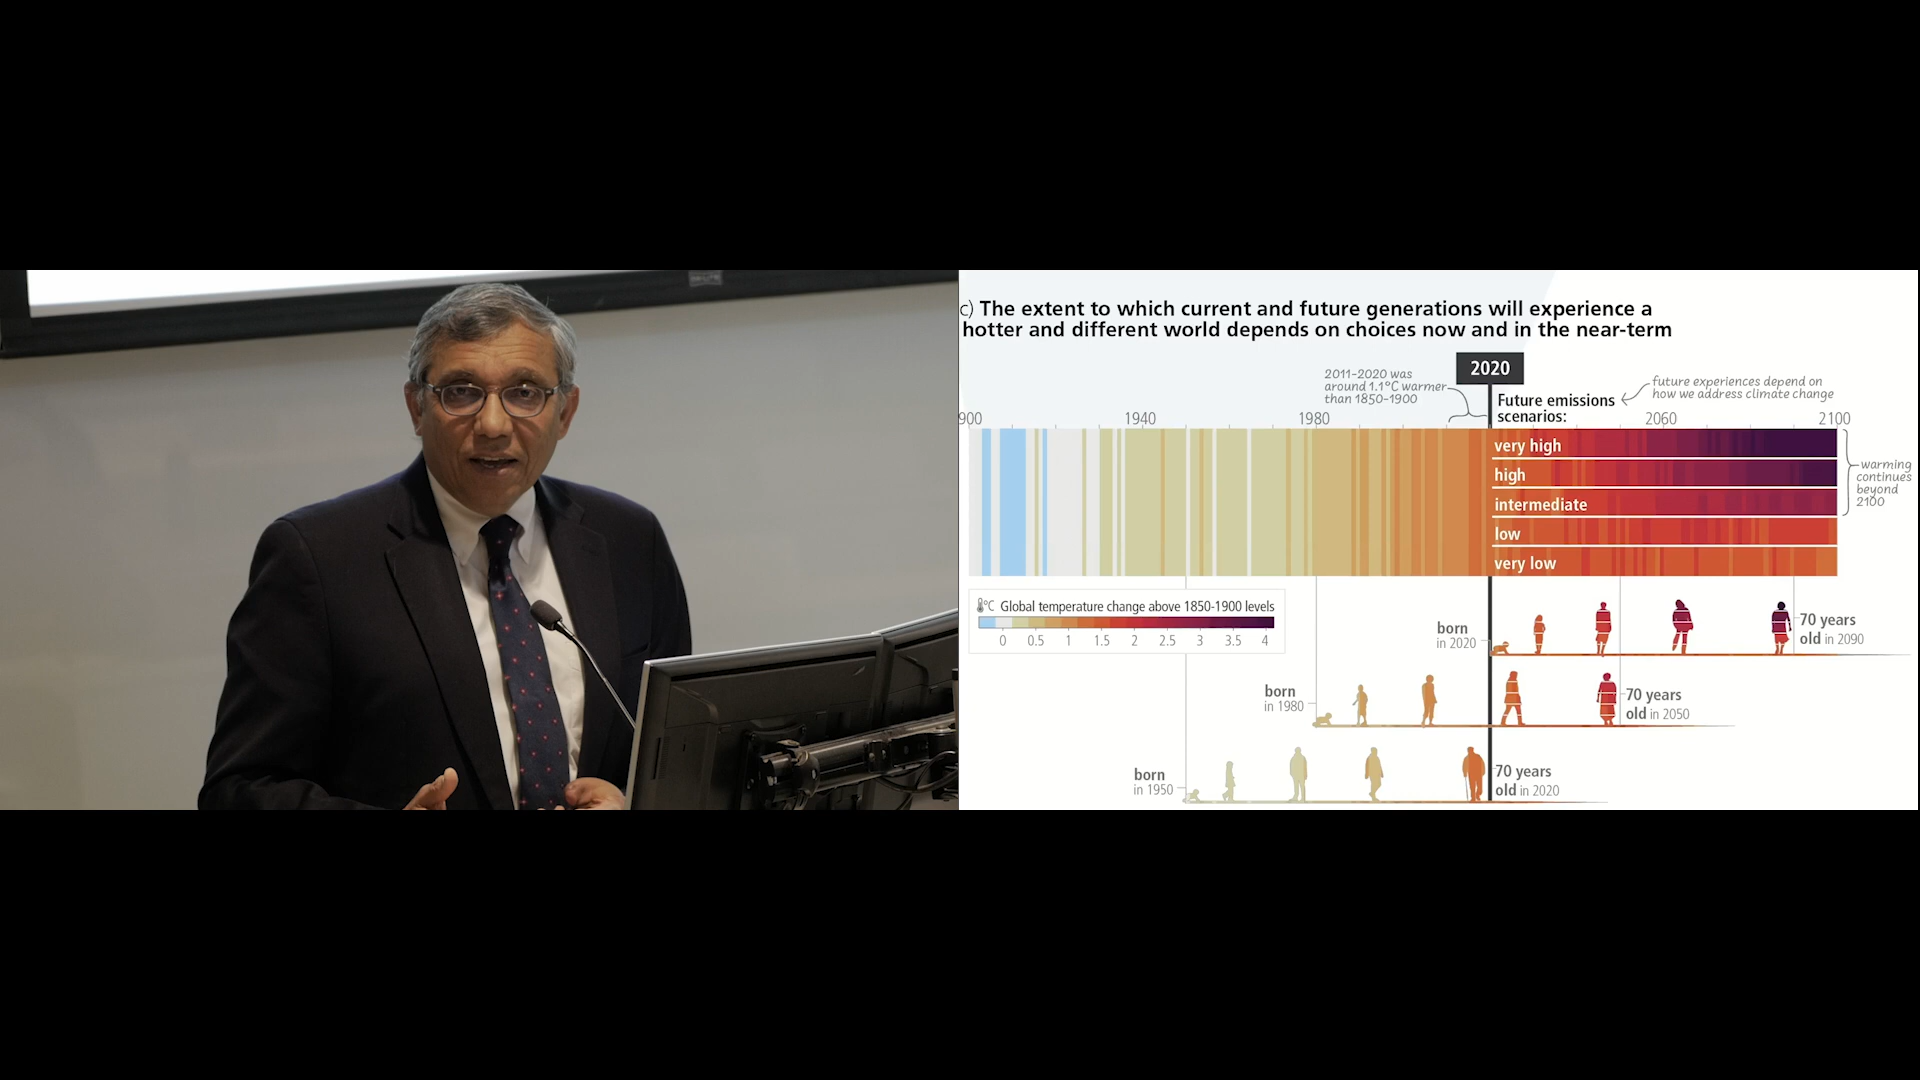 c) The extent to which current and future generations will experience a
hotter and different world depends on choices now and in the near-term
2020
2011-2020 was
around 1.1°C warmer
than 1850-1900
future experiences depend on
how we address climate change
Future emissions
scenarios:
900 1940 1980 2060 2100
very high
high
intermediate
low
very low
warming
continues
beyond
2100
°C Global temperature change above 1850-1900 levels
0 0.5 1 1.5 2 2.5 3 3.5 4
born
in 2020
70 years
old in 2090
born
in 1980
70 years
old in 2050
born
in 1950
70 years
old in 2020